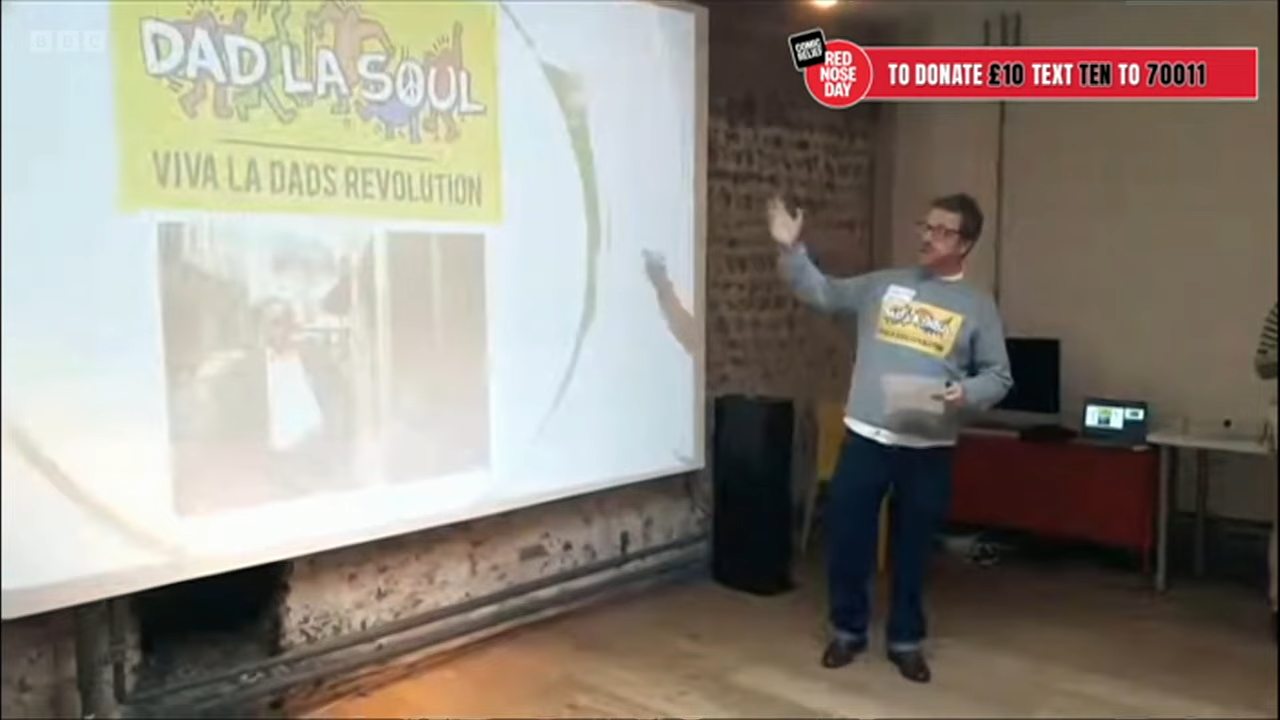 BBC
DAD LA SOUL
VIVA LA DADS REVOLUTION
COMIC
RELIEF
RED
NOSE
DAY
TO DONATE £10 TEXT TEN TO 70011